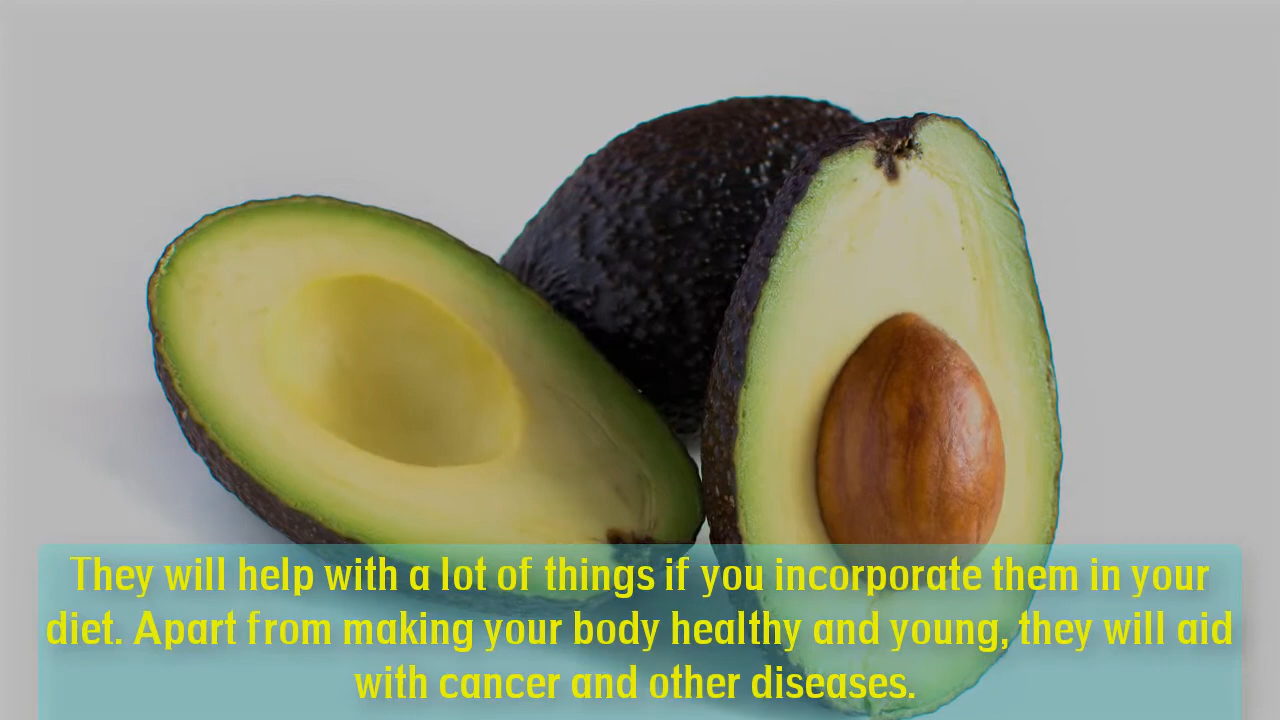 They will help with a lot of things if you incorporate them in your
diet. Apart from making your body healthy and young, they will aid
with cancer and other diseases.